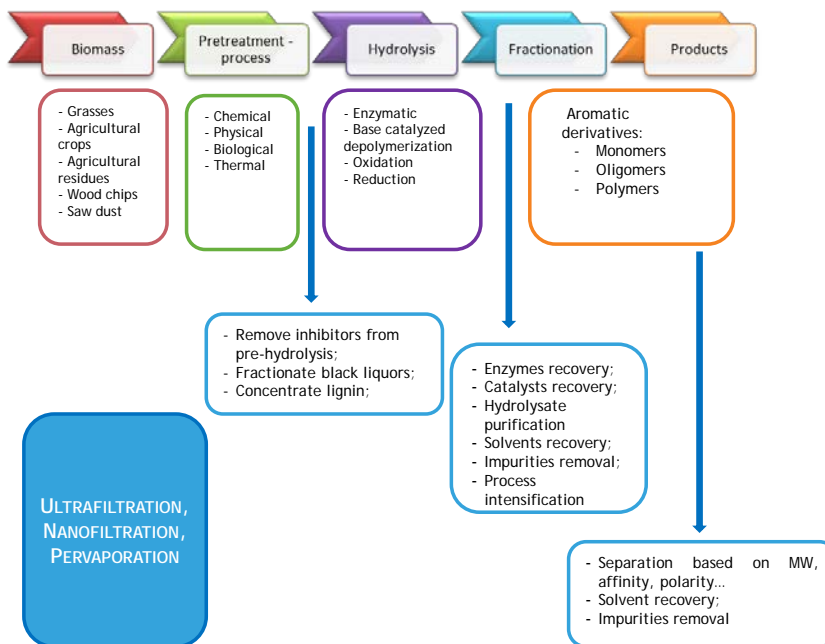 Biomass
Pretreatment -
process
Hydrolysis
Fractionation
Products
- Grasses
- Agricultural
crops
- Agricultural
residues
- Wood chips
- Saw dust
- Chemical
- Physical
- Biological
- Thermal
- Enzymatic
- Base catalyzed
depolymerization
- Oxidation
- Reduction
Aromatic
derivatives:
- Monomers
- Oligomers
- Polymers
- Remove inhibitors from
pre-hydrolysis;
- Fractionate black liquors;
- Concentrate lignin;
- Enzymes recovery;
- Catalysts recovery;
- Hydrolysate
purification
- Solvents recovery;
- Impurities removal;
- Process
intensification
ULTRAFILTRATION,
NANOFILTRATION,
PERVAPORATION
- Separation based on MW,
affinity, polarity…
- Solvent recovery;
- Impurities removal